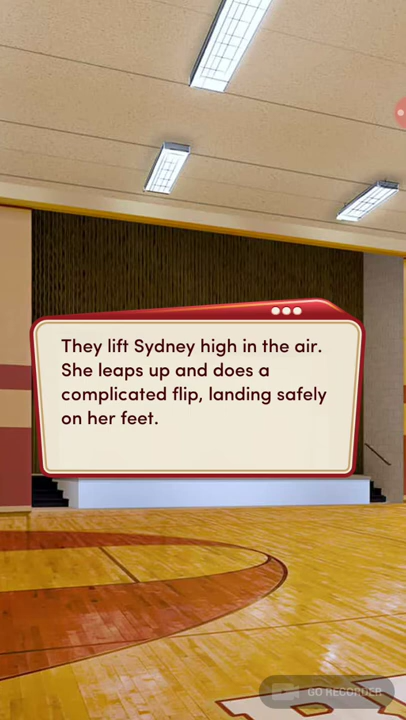 They lift Sydney high in the air.
She leaps up and does a
complicated flip, landing safely
on her feet.
GO RECORDER